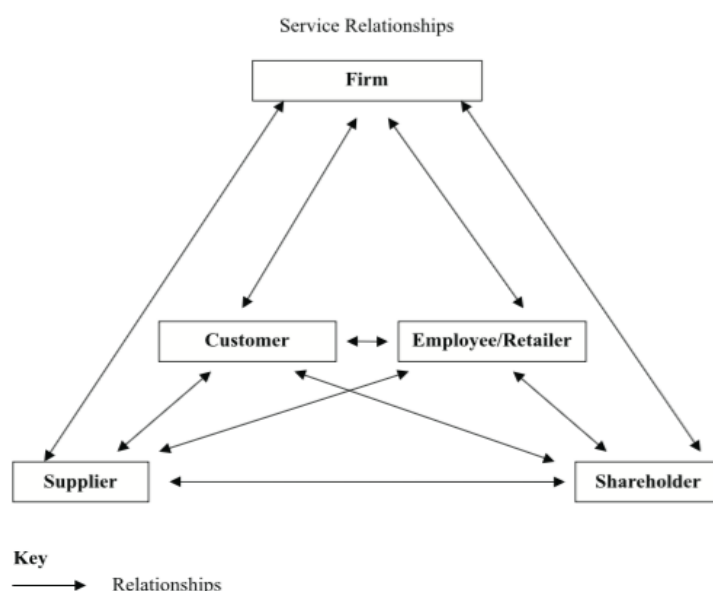 Service Relationships
Firm
Customer
Employee/Retailer
Supplier
Shareholder
Key
Relationships